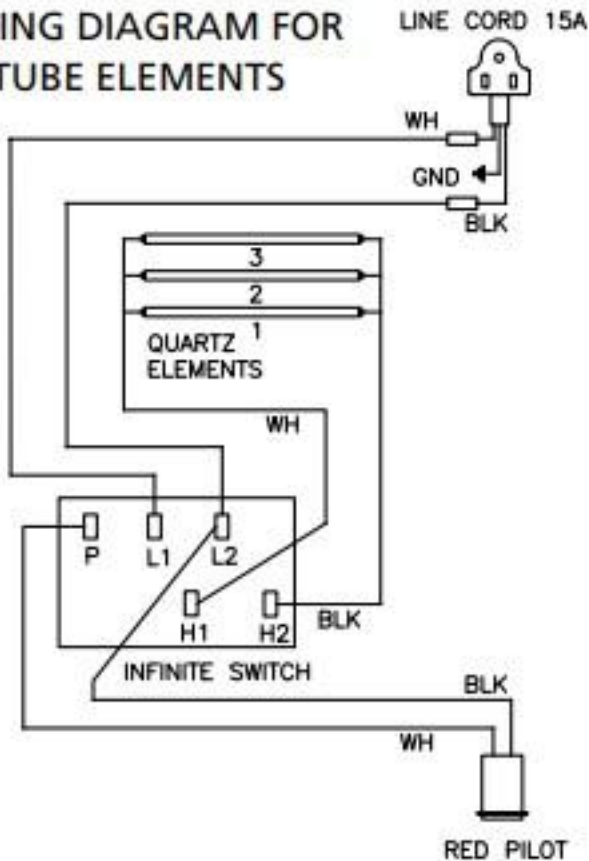 ING DIAGRAM FOR
TUBE ELEMENTS
LINE CORD 15A
WH
GND
BLK
3
2
1
QUARTZ
ELEMENTS
WH
P
L1
L2
H1
H2
BLK
INFINITE SWITCH
BLK
WH
RED PILOT